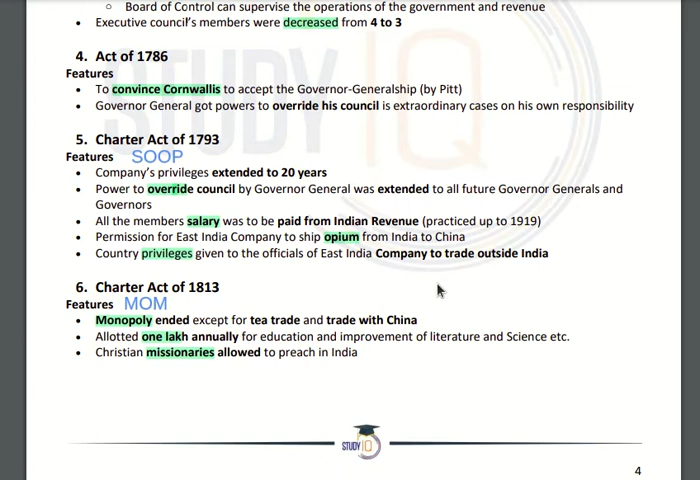 o Board of Control can supervise the operations of the government and revenue
• Executive council's members were decreased from 4 to 3
4. Act of 1786
Features
• To convince Cornwallis to accept the Governor-Generalship (by Pitt)
• Governor General got powers to override his council is extraordinary cases on his own responsibility
5. Charter Act of 1793
Features SOOP
• Company's privileges extended to 20 years
• Power to override council by Governor General was extended to all future Governor Generals and
Governors
• All the members salary was to be paid from Indian Revenue (practiced up to 1919)
• Permission for East India Company to ship opium from India to China
• Country privileges given to the officials of East India Company to trade outside India
6. Charter Act of 1813
Features MOM
• Monopoly ended except for tea trade and trade with China
• Allotted one lakh annually for education and improvement of literature and Science etc.
• Christian missionaries allowed to preach in India
STUDY IQ
4
STUDY IQ